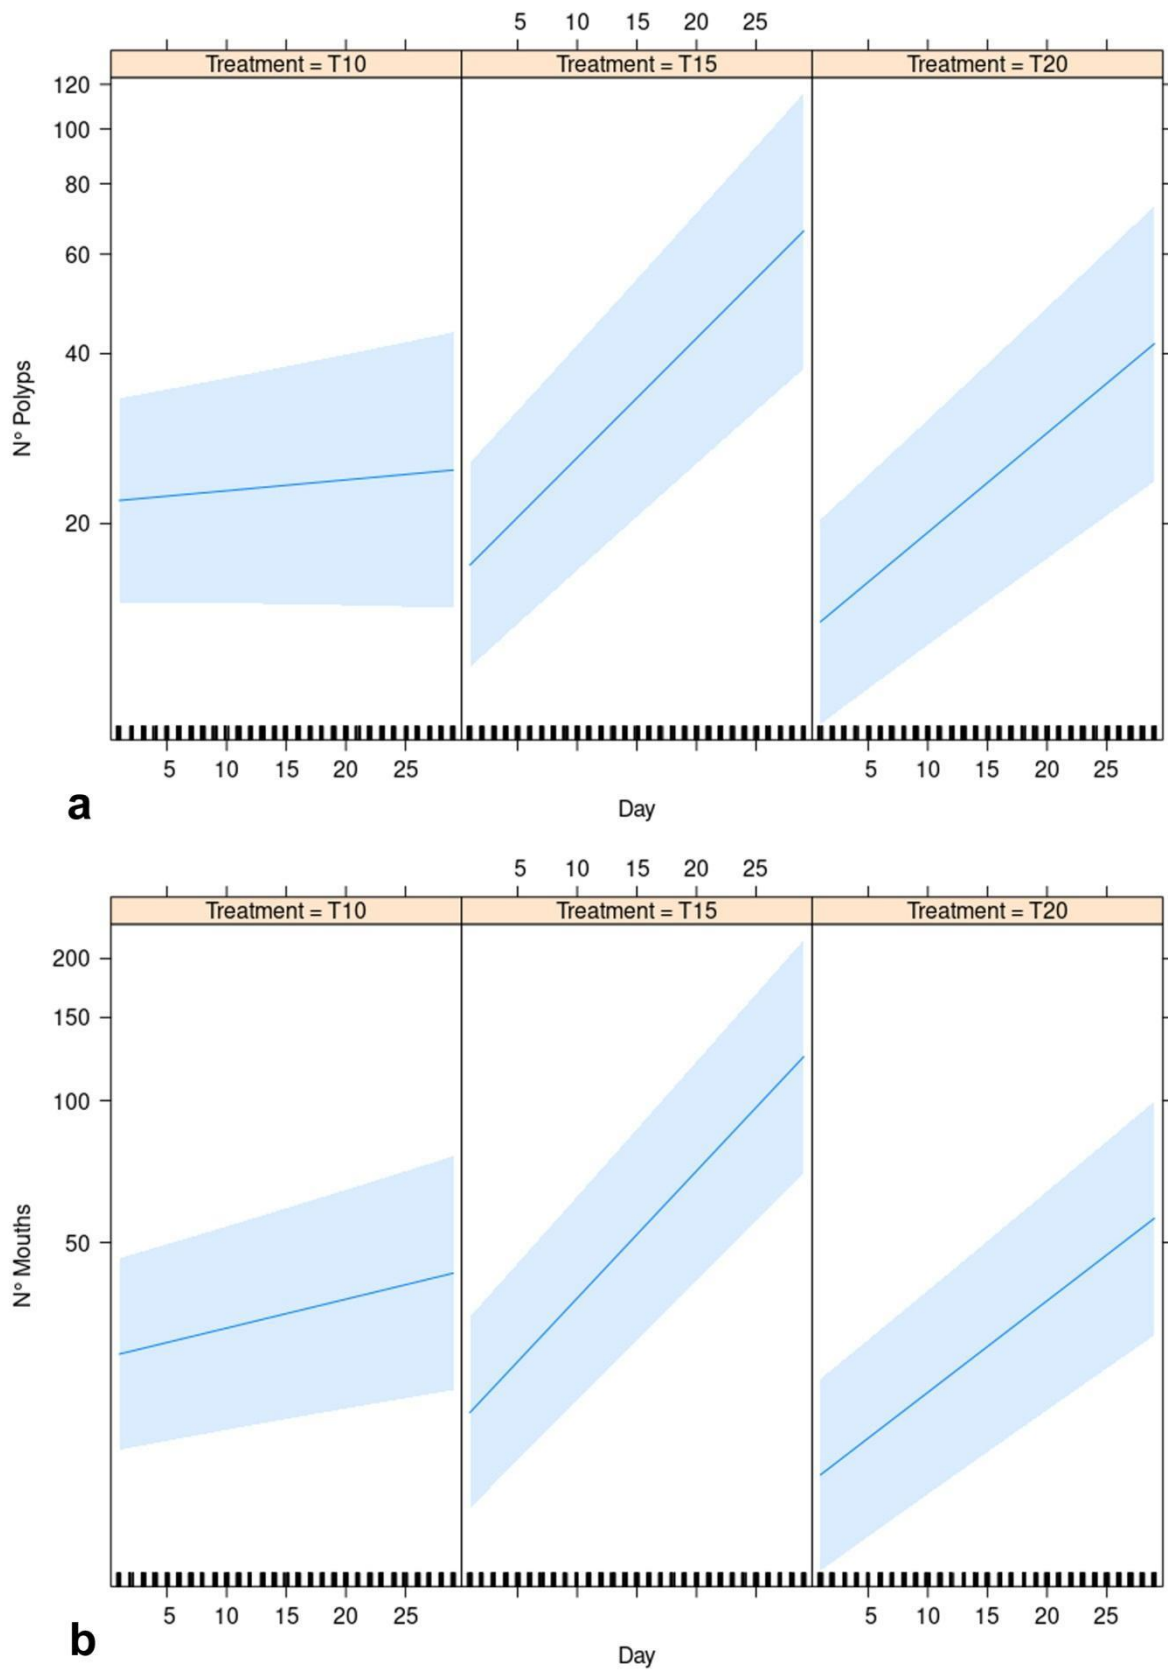 5 10 15 20 25
Treatment = T10 Treatment = T15 Treatment = T20
120
100
80
60
40
20
N° Polyps
5 10 15 20 25 5 10 15 20 25
a
Day
5 10 15 20 25
Treatment = T10 Treatment = T15 Treatment = T20
200
150
100
50
N° Mouths
5 10 15 20 25 5 10 15 20 25
b
Day